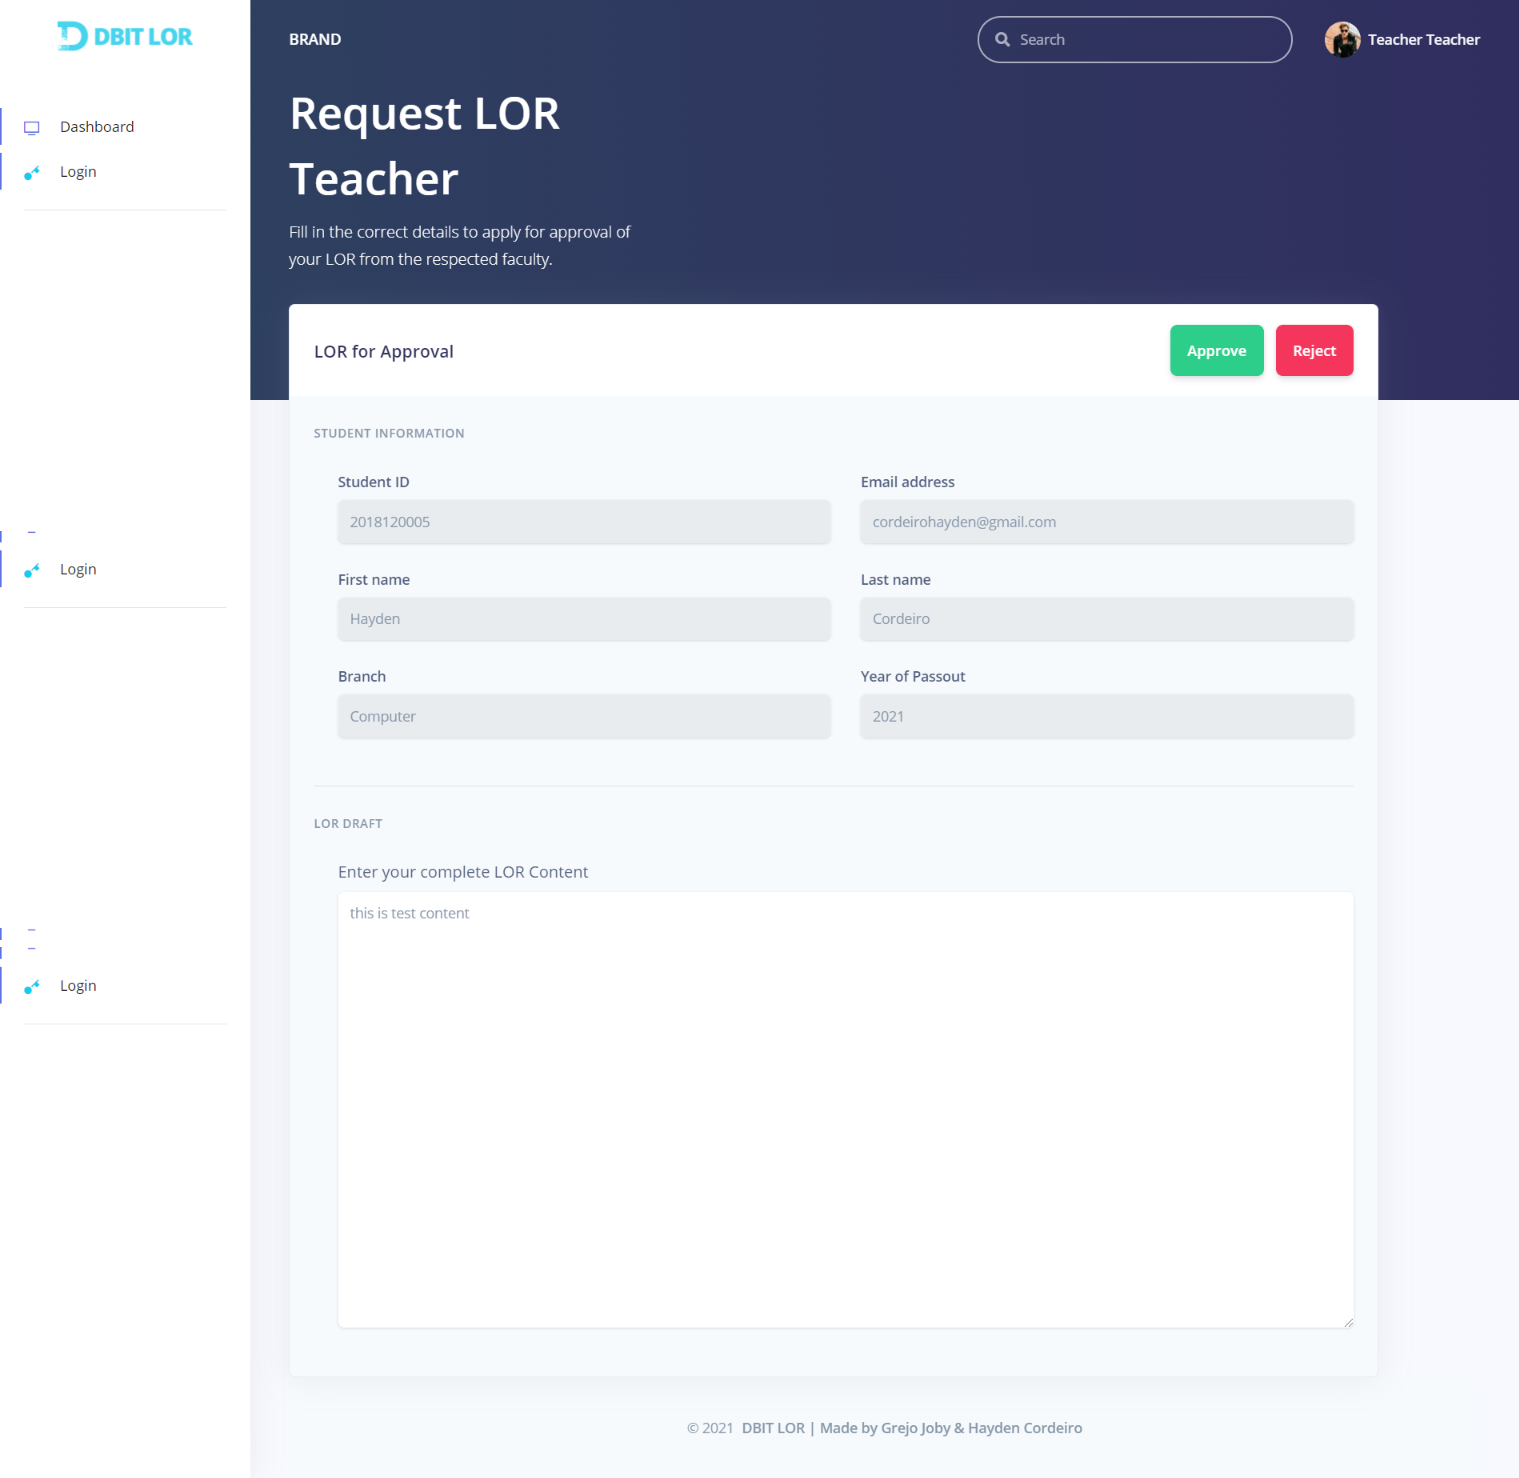 DBIT LOR
Dashboard
Login
Login
Login
BRAND
Search
Teacher Teacher
Request LOR
Teacher
Fill in the correct details to apply for approval of
your LOR from the respected faculty.
LOR for Approval
Approve
Reject
STUDENT INFORMATION
Student ID
Email address
2018120005
cordeirohayden@gmail.com
First name
Last name
Hayden
Cordeiro
Branch
Year of Passout
Computer
2021
LOR DRAFT
Enter your complete LOR Content
this is test content
© 2021 DBIT LOR | Made by Grejo Joby & Hayden Cordeiro